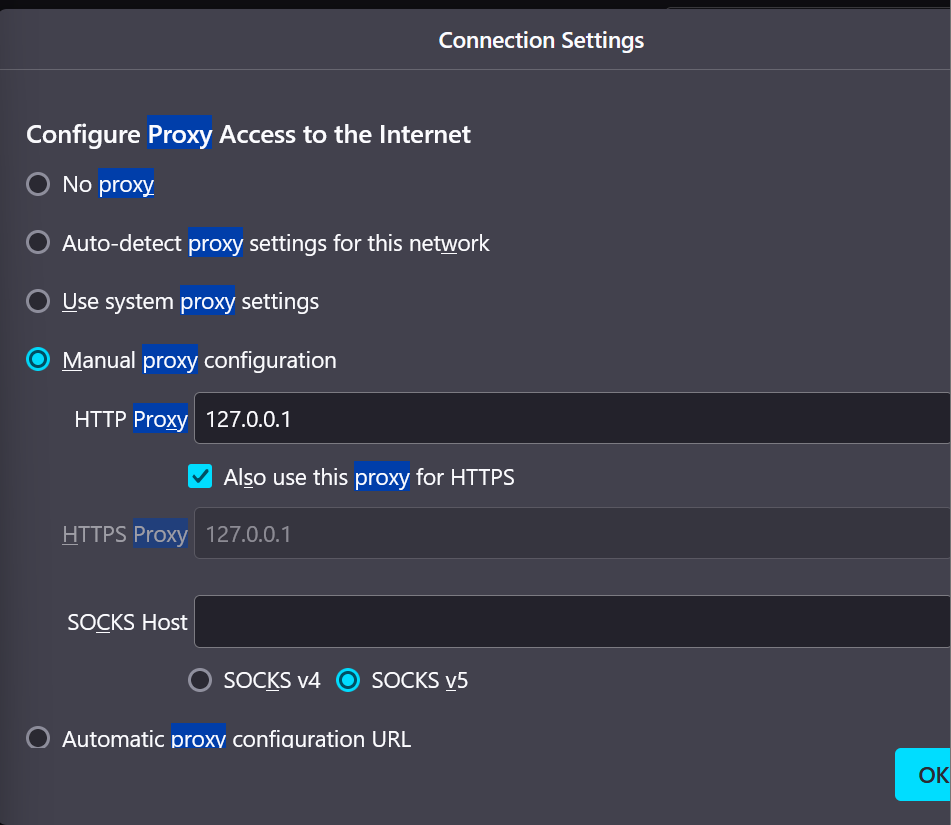 Connection Settings
Configure Proxy Access to the Internet
No proxy
Auto-detect proxy settings for this network
Use system proxy settings
Manual proxy configuration
HTTP Proxy 127.0.0.1
Also use this proxy for HTTPS
HTTPS Proxy 127.0.0.1
SOCKS Host
SOCKS v4 SOCKS v5
Automatic proxy configuration URL
OK